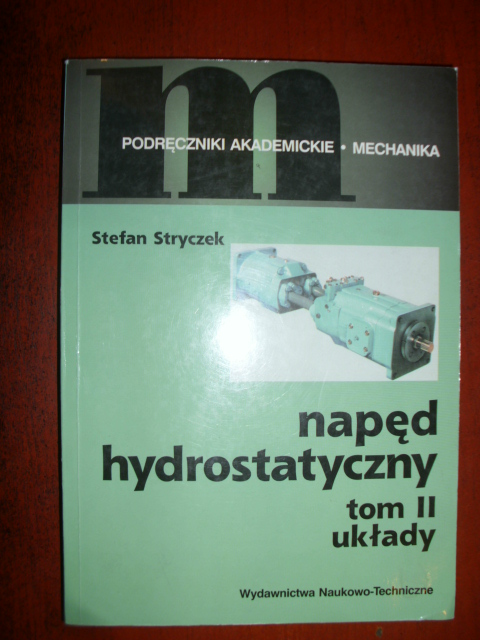 m
PODRĘCZNIKI AKADEMICKIE • MECHANIKA
Stefan Stryczek
napęd
hydrostatyczny
tom II
układy
Wydawnictwa Naukowo-Techniczne